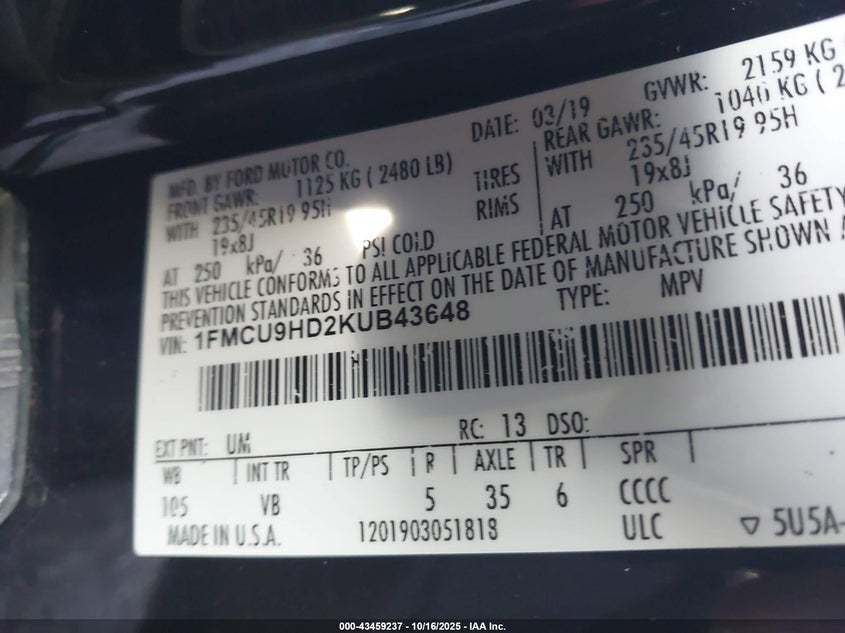 MFD. BY FORD MOTOR CO.
DATE: 03/19 GVWR: 2159 KG
FRONT GAWR: 1125 KG ( 2480 LB)
REAR GAWR: 1040 KG ( 2
WITH 235/45R19 95H TIRES
WITH 235/45R19 95H
19x8J RIMS
19x8J
AT 250 kPa/ 36 PSI COLD
AT 250 kPa/ 36
THIS VEHICLE CONFORMS TO ALL APPLICABLE FEDERAL MOTOR VEHICLE SAFETY
PREVENTION STANDARDS IN EFFECT ON THE DATE OF MANUFACTURE SHOWN
VIN: 1FMCU9HD2KUB43648
TYPE: MPV
EXT PNT: UM RC: 13 DSO:
WB INT TR TP/PS R AXLE TR SPR
105 VB 5 35 6 CCCC
MADE IN U.S.A. 1201903051818 ULC 5U5A-
000-43459237 - 10/16/2025 - IAA Inc.